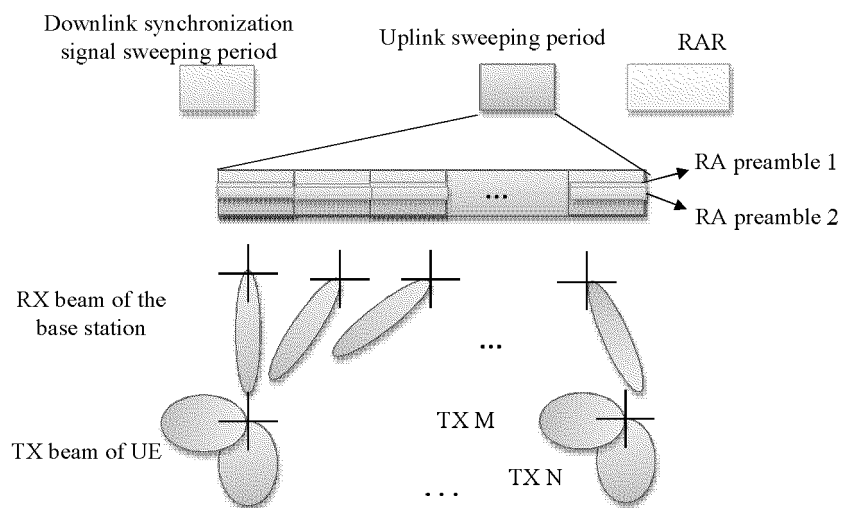 Downlink synchronization
signal sweeping period
Uplink sweeping period
RAR
RA preamble 1
...
RA preamble 2
RX beam of the
base station
...
TX M
TX beam of UE
TX N
...